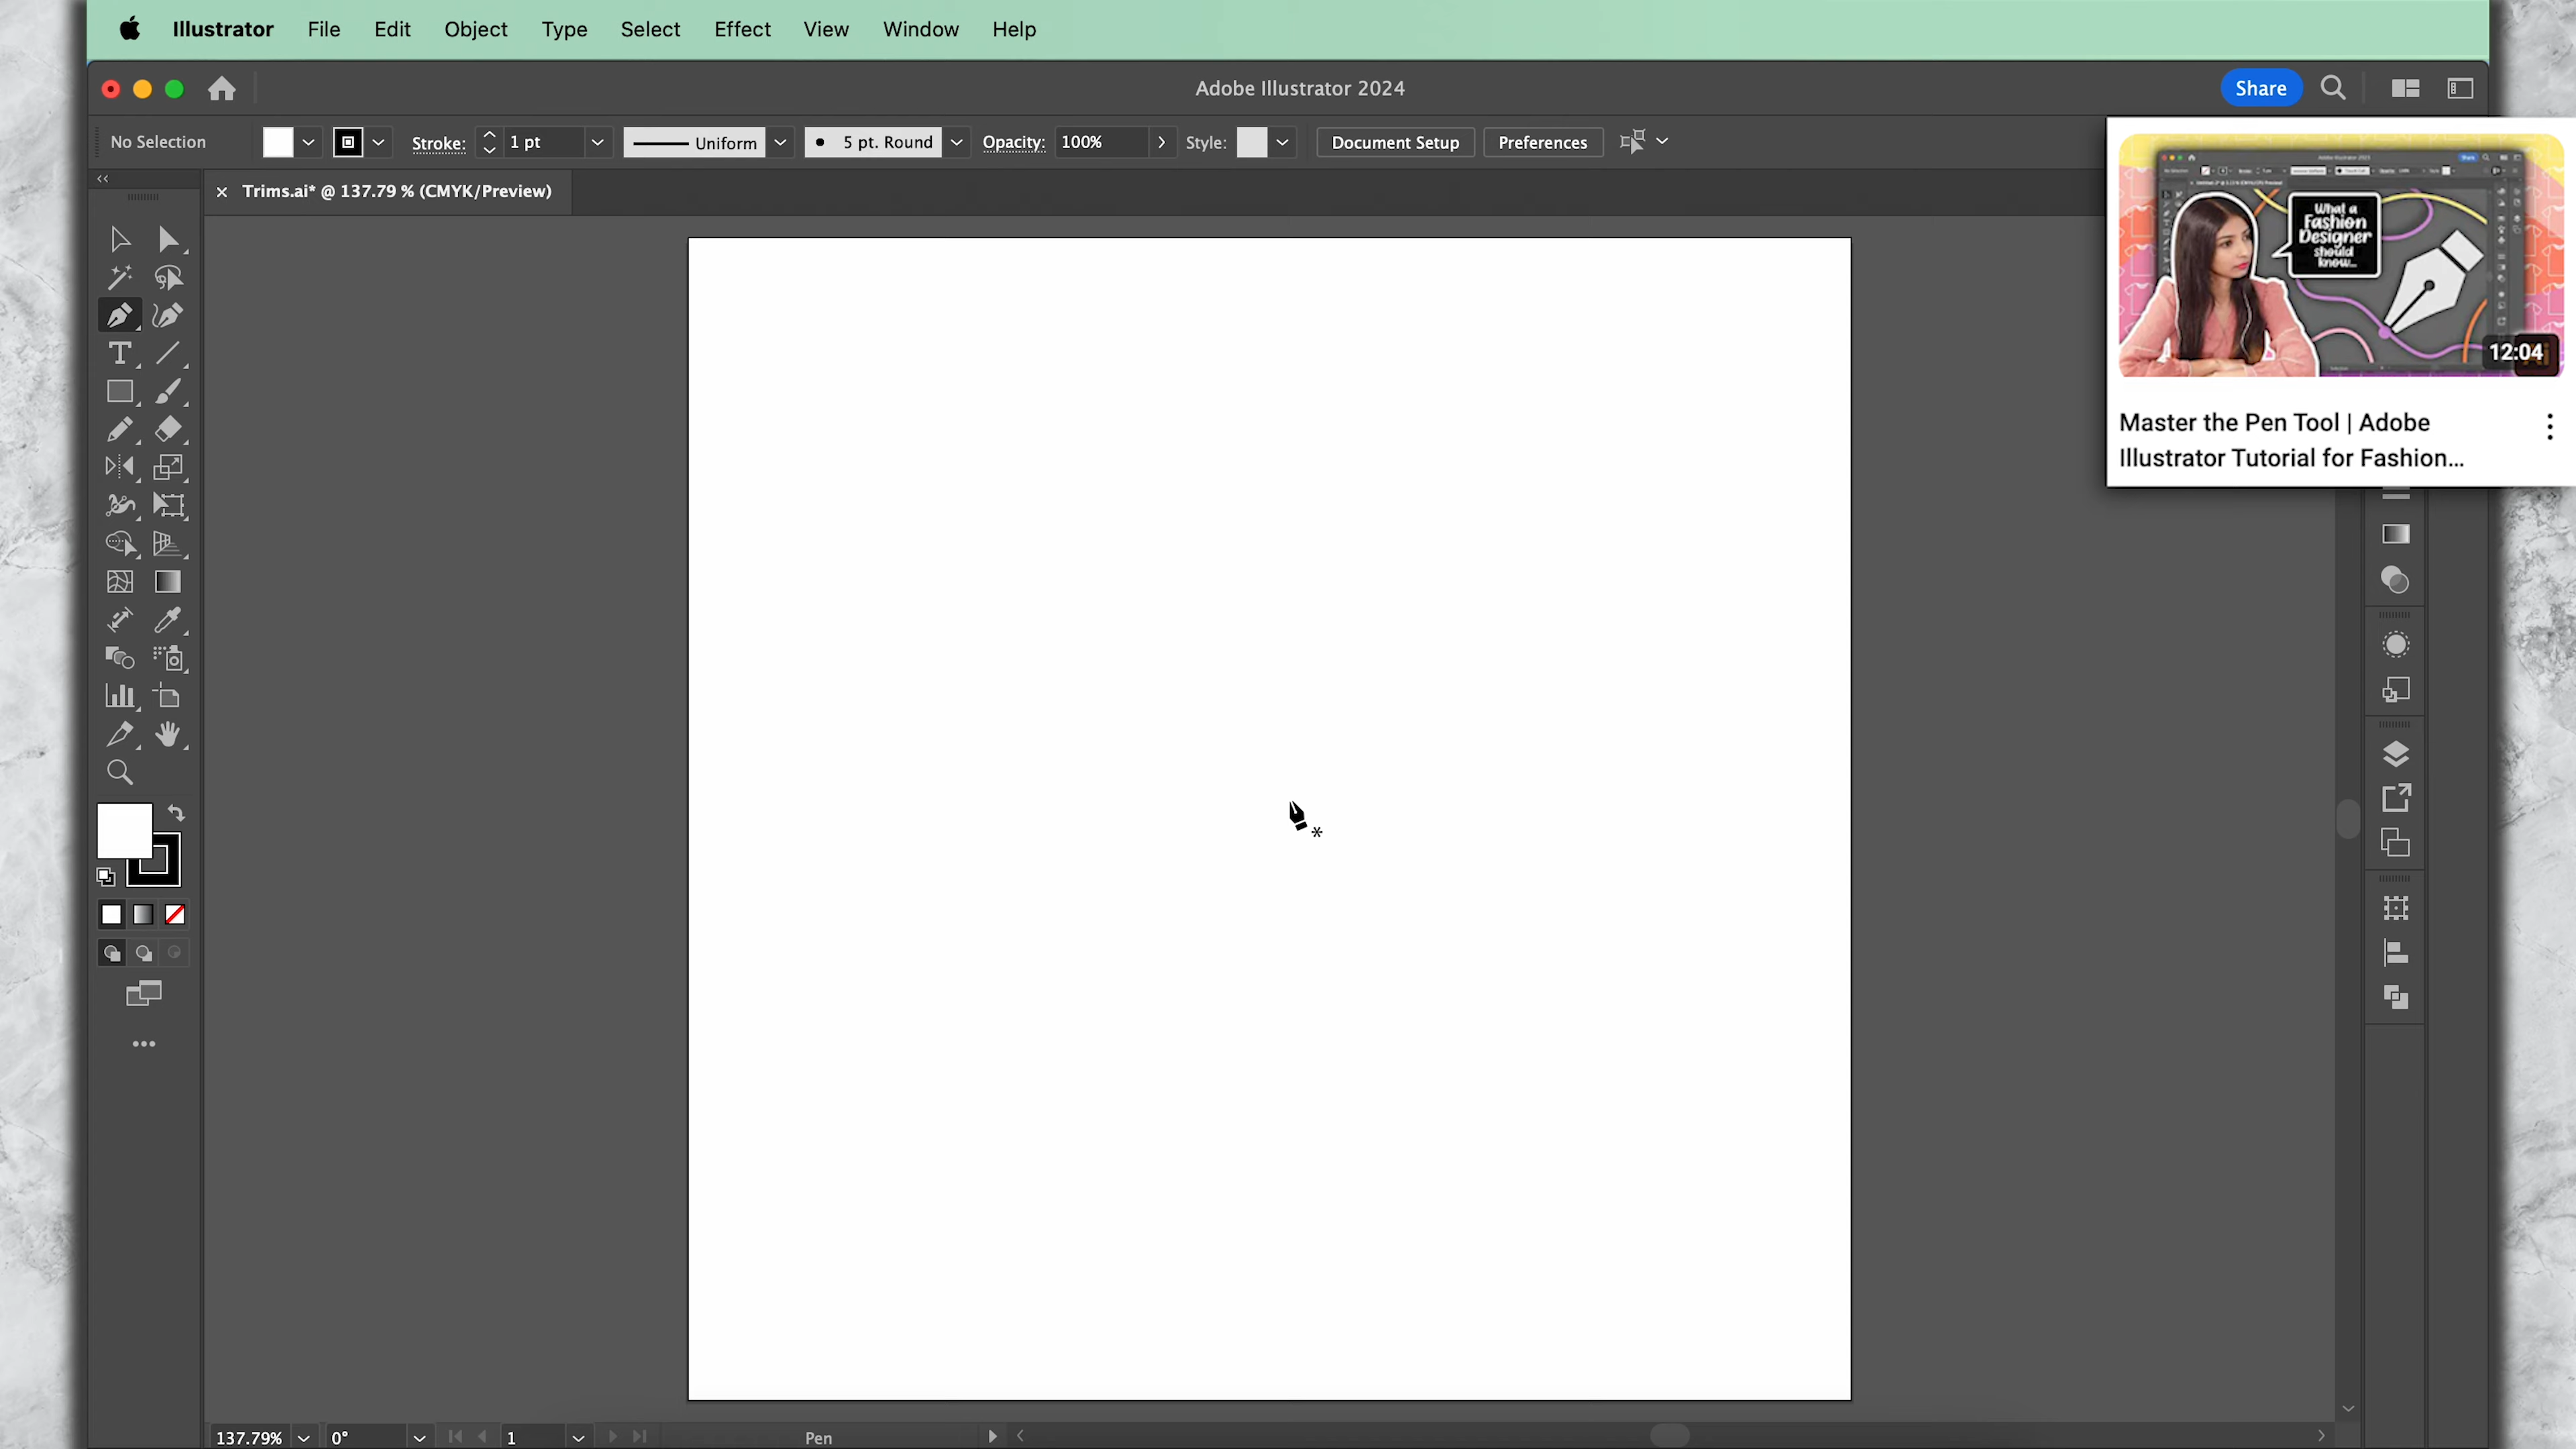 Illustrator File Edit Object Type Select Effect View Window Help
Adobe Illustrator 2024
Share
No Selection
Stroke: 1 pt
Uniform
5 pt. Round
Opacity: 100%
Style:
Document Setup
Preferences
Trims.ai* @ 137.79 % (CMYK/Preview)
What a
Fashion
Designer
should
know...
12:04
Master the Pen Tool | Adobe
Illustrator Tutorial for Fashion...
137.79% 0° 1 Pen